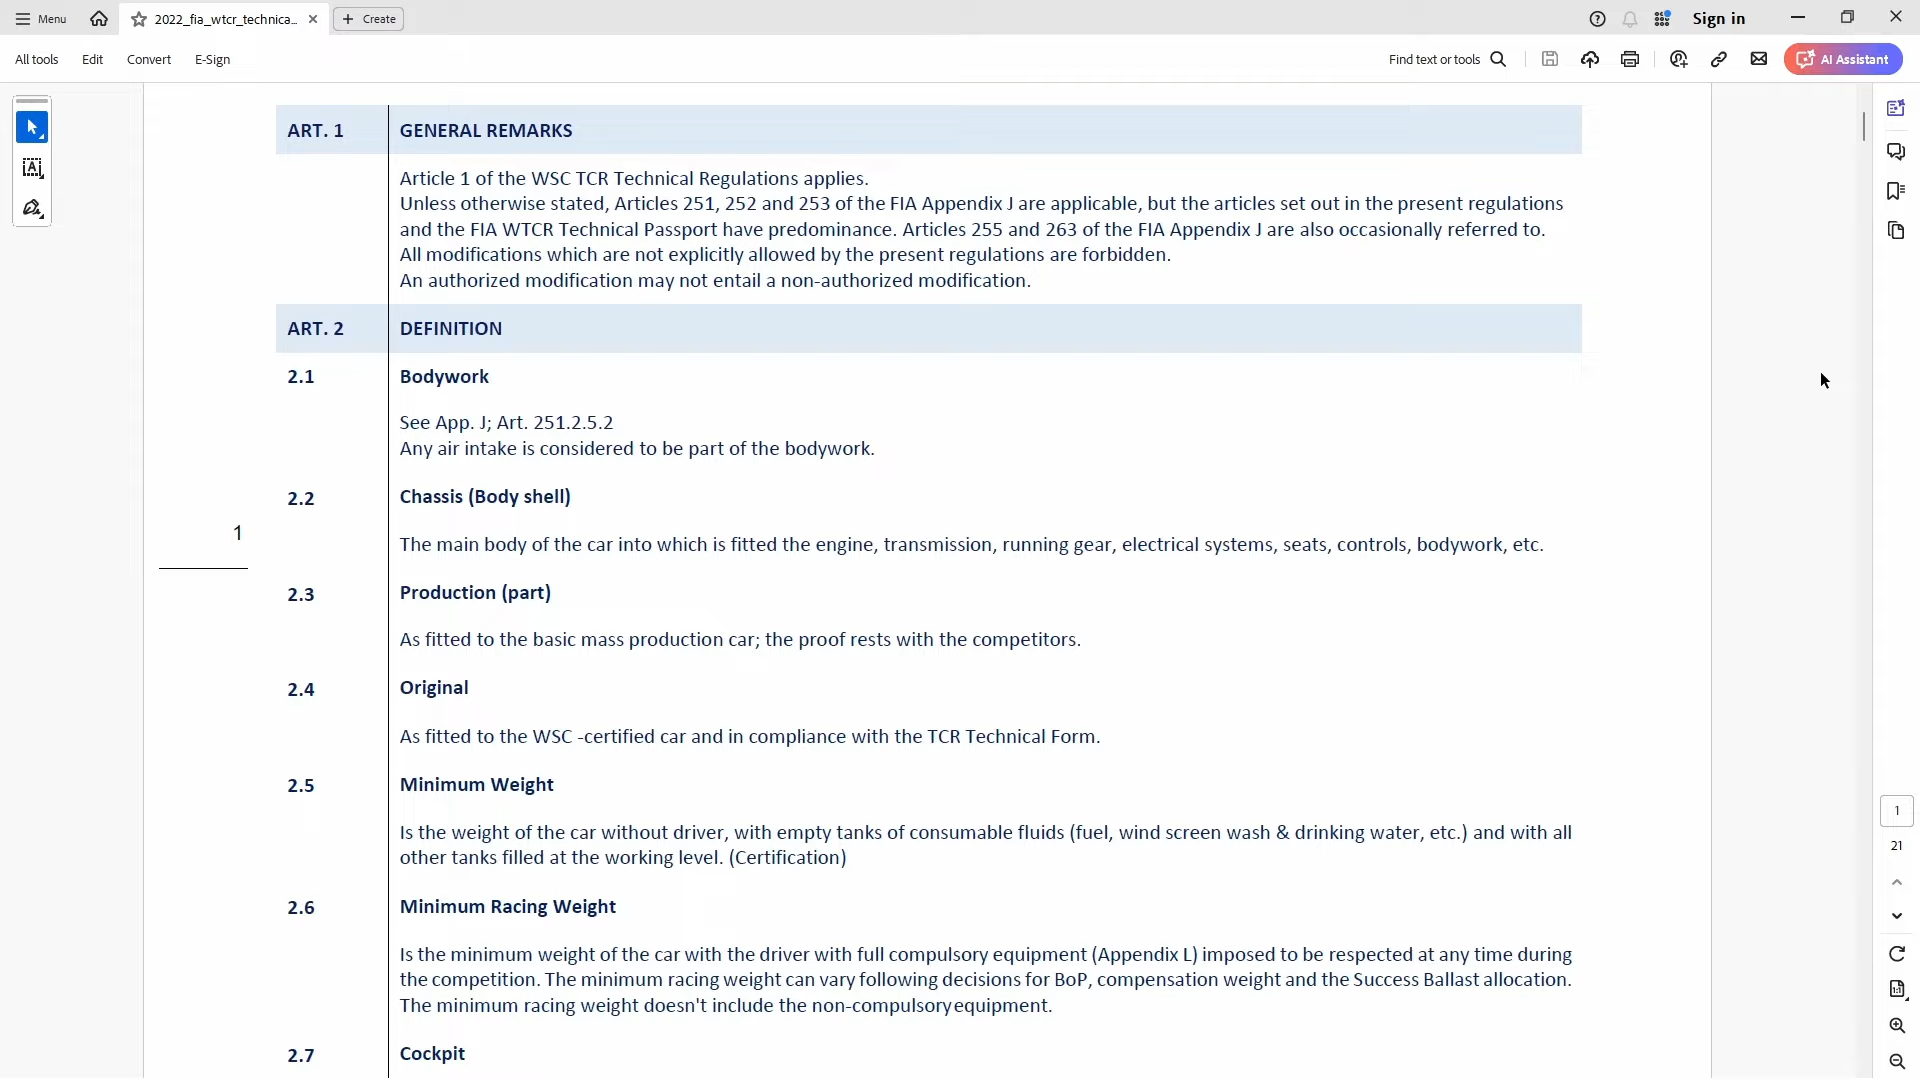 Menu
2022_fia_wtcr_technica...
Create
Sign in
All tools
Edit
Convert
E-Sign
Find text or tools
AI Assistant
ART. 1 GENERAL REMARKS
Article 1 of the WSC TCR Technical Regulations applies.
Unless otherwise stated, Articles 251, 252 and 253 of the FIA Appendix J are applicable, but the articles set out in the present regulations
and the FIA WTCR Technical Passport have predominance. Articles 255 and 263 of the FIA Appendix J are also occasionally referred to.
All modifications which are not explicitly allowed by the present regulations are forbidden.
An authorized modification may not entail a non-authorized modification.
ART. 2 DEFINITION
2.1 Bodywork
See App. J; Art. 251.2.5.2
Any air intake is considered to be part of the bodywork.
2.2 Chassis (Body shell)
1
The main body of the car into which is fitted the engine, transmission, running gear, electrical systems, seats, controls, bodywork, etc.
2.3 Production (part)
As fitted to the basic mass production car; the proof rests with the competitors.
2.4 Original
As fitted to the WSC -certified car and in compliance with the TCR Technical Form.
2.5 Minimum Weight
Is the weight of the car without driver, with empty tanks of consumable fluids (fuel, wind screen wash & drinking water, etc.) and with all
other tanks filled at the working level. (Certification)
2.6 Minimum Racing Weight
Is the minimum weight of the car with the driver with full compulsory equipment (Appendix L) imposed to be respected at any time during
the competition. The minimum racing weight can vary following decisions for BoP, compensation weight and the Success Ballast allocation.
The minimum racing weight doesn't include the non-compulsory equipment.
2.7 Cockpit
1
21